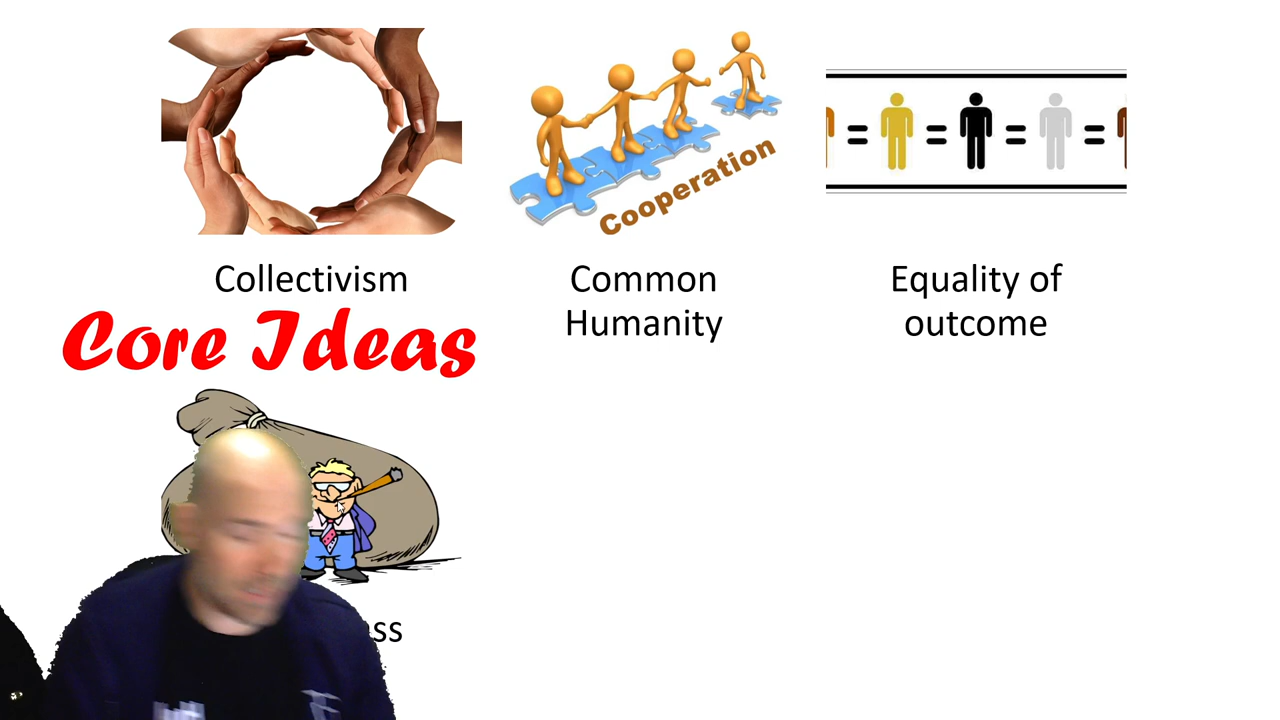 Cooperation
Collectivism
Common
Humanity
Equality of
outcome
Core Ideas